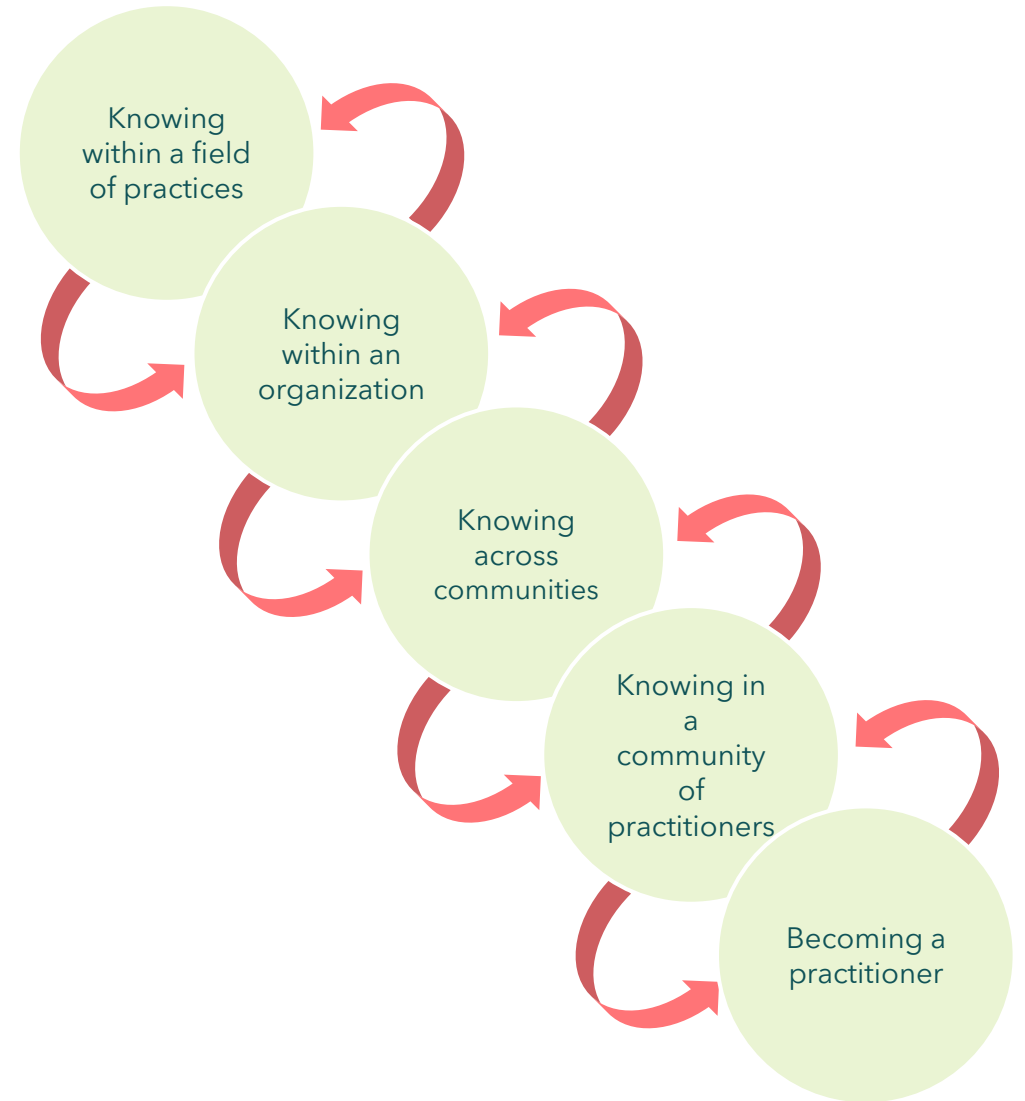 Knowing
within a field
of practices
Knowing
within an
organization
Knowing
across
communities
Knowing in
a
community
of
practitioners
Becoming a
practitioner